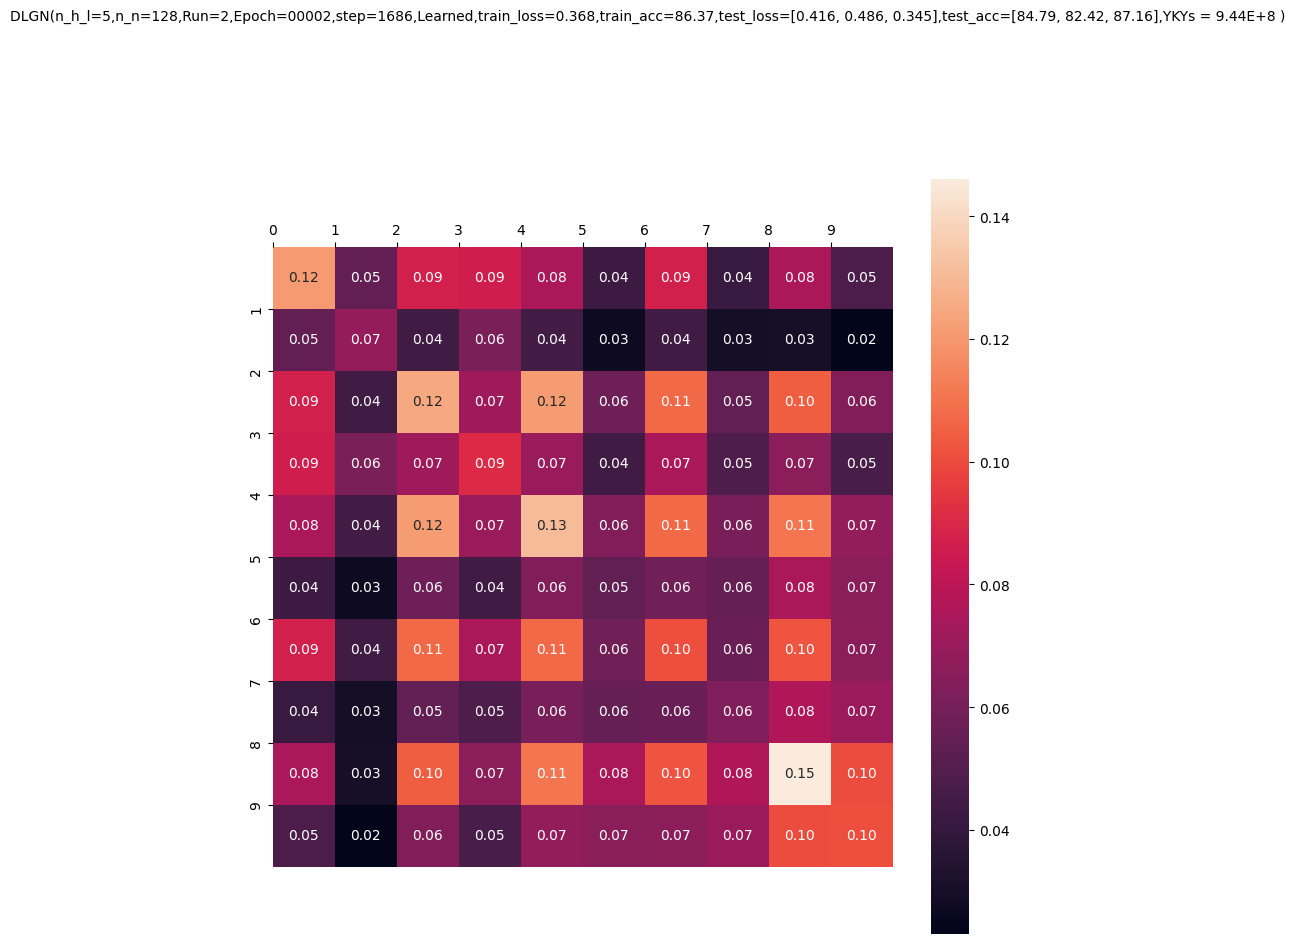 DLGN(n_h_l=5,n_n=128,Run=2,Epoch=00002,step=1686,Learned,train_loss=0.368,train_acc=86.37,test_loss=[0.416, 0.486, 0.345],test_acc=[84.79, 82.42, 87.16],YKYs = 9.44E+8 )
0 1 2 3 4 5 6 7 8 9
0.14
0.12 0.05 0.09 0.09 0.08 0.04 0.09 0.04 0.08 0.05
1
0.05 0.07 0.04 0.06 0.04 0.03 0.04 0.03 0.03 0.02
0.12
2
0.09 0.04 0.12 0.07 0.12 0.06 0.11 0.05 0.10 0.06
3
0.09 0.06 0.07 0.09 0.07 0.04 0.07 0.05 0.07 0.05
0.10
4
0.08 0.04 0.12 0.07 0.13 0.06 0.11 0.06 0.11 0.07
5
0.04 0.03 0.06 0.04 0.06 0.05 0.06 0.06 0.08 0.07
0.08
6
0.09 0.04 0.11 0.07 0.11 0.06 0.10 0.06 0.10 0.07
7
0.04 0.03 0.05 0.05 0.06 0.06 0.06 0.06 0.08 0.07
0.06
8
0.08 0.03 0.10 0.07 0.11 0.08 0.10 0.08 0.15 0.10
9
0.04
0.05 0.02 0.06 0.05 0.07 0.07 0.07 0.07 0.10 0.10